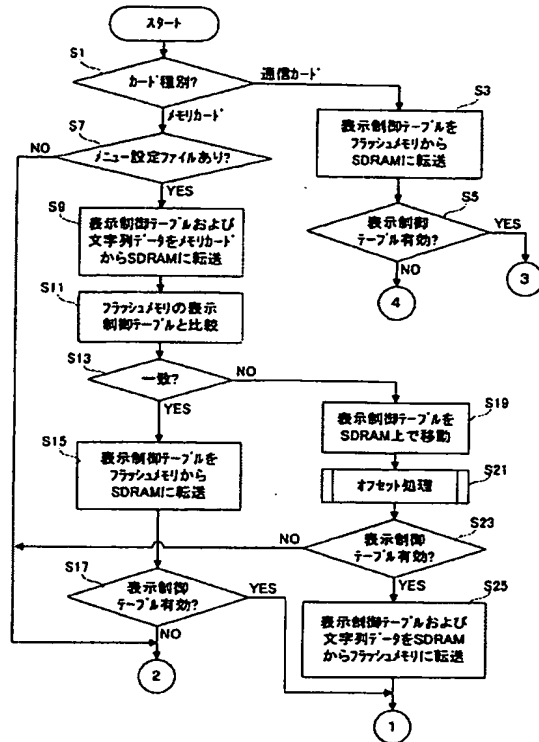 スタート
S1
カード種別?
通信カード
メモリカード
S3
表示制御テーブルを
フラッシュメモリから
SDRAMに転送
S5
表示制御
テーブル有効?
YES
3
NO
4
S7
NO
メニュー設定ファイルあり?
YES
S9
表示制御テーブルおよび
文字列データをメモリカード
からSDRAMに転送
S11
フラッシュメモリの表示
制御テーブルと比較
S13
一致?
NO
YES
S15
表示制御テーブルを
フラッシュメモリから
SDRAMに転送
S17
表示制御
テーブル有効?
YES
NO
2
S19
表示制御テーブルを
SDRAM上で移動
S21
オフセット処理
S23
NO
表示制御
テーブル有効?
YES
S25
表示制御テーブルおよび
文字列データをSDRAM
からフラッシュメモリに転送
1